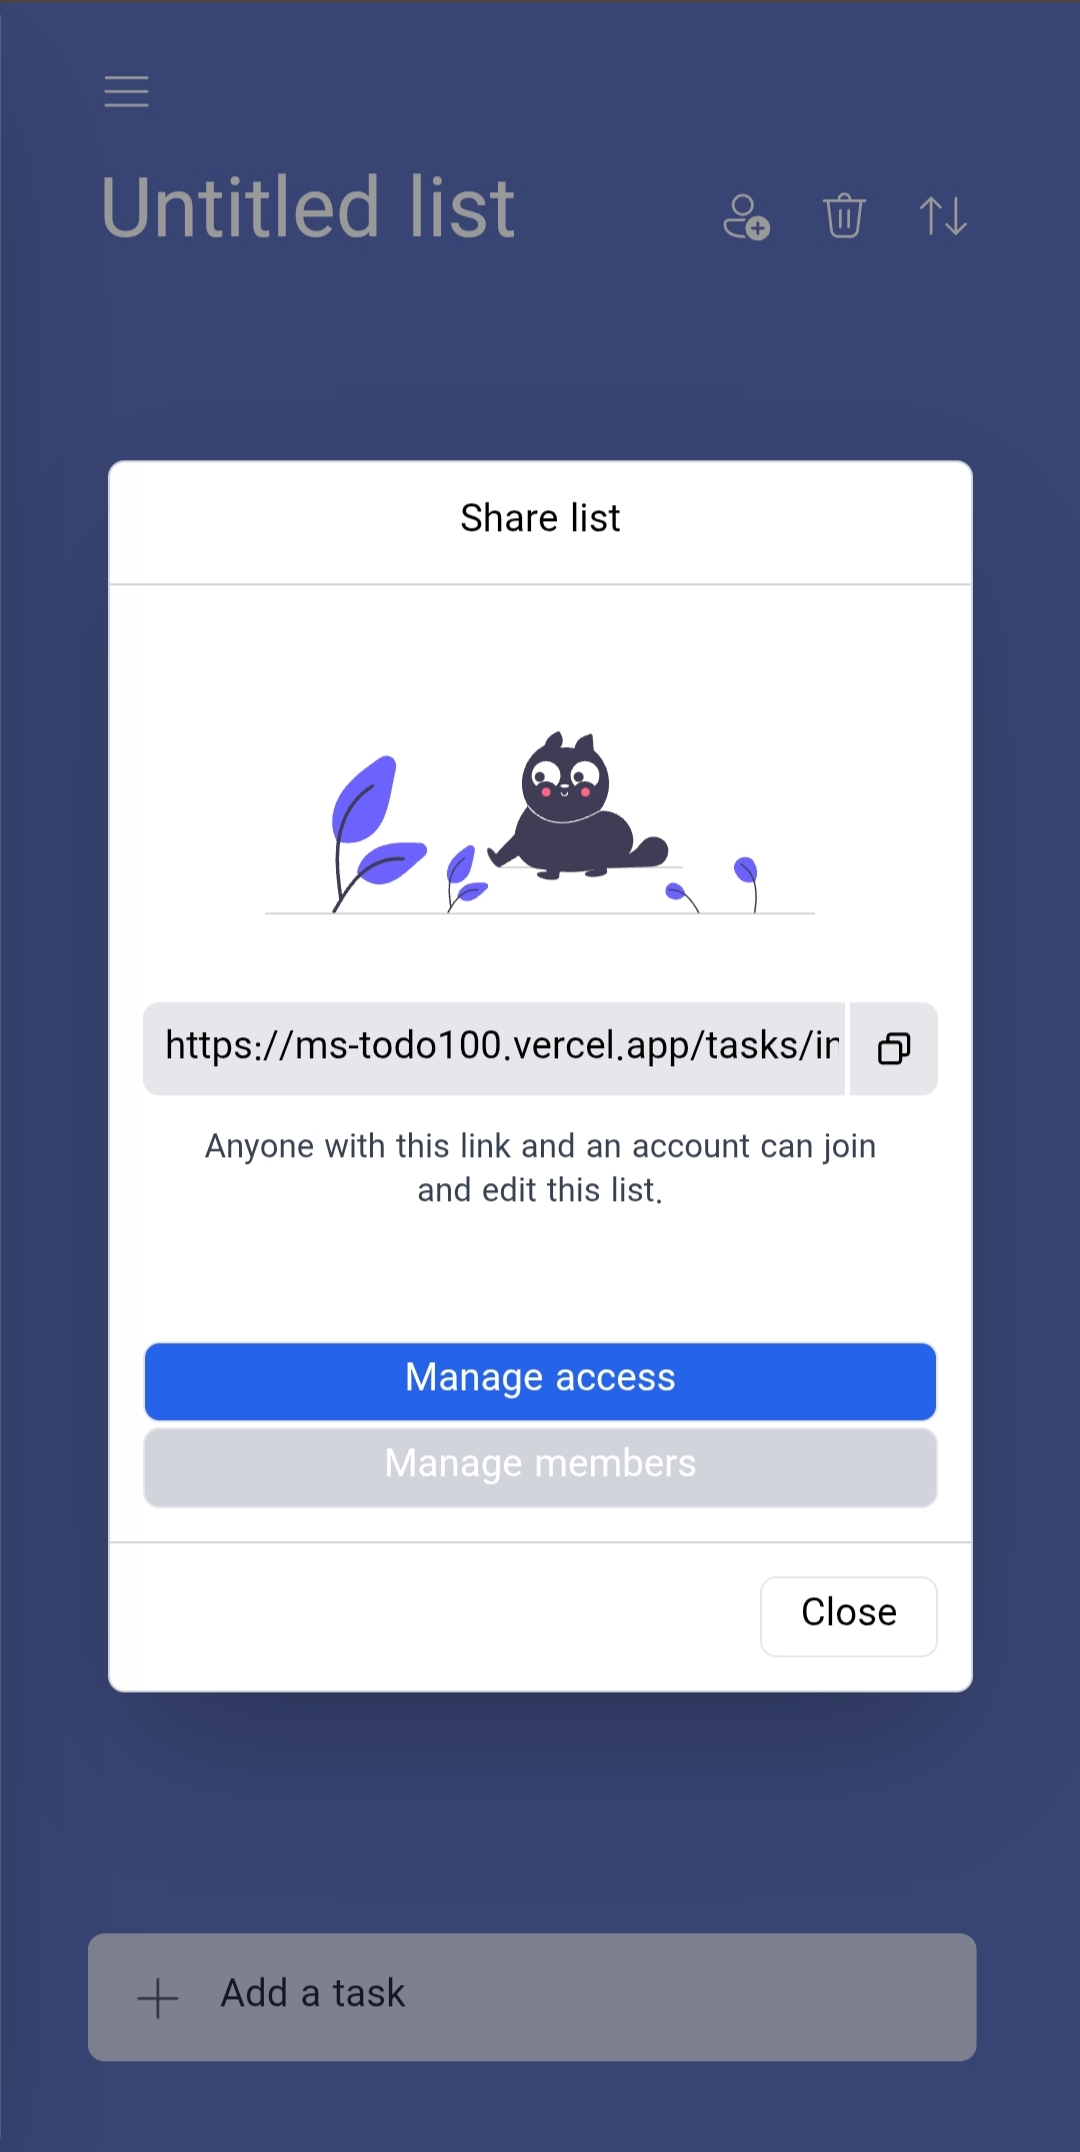 Untitled list
Share list
https://ms-todo100.vercel.app/tasks/in
Anyone with this link and an account can join
and edit this list.
Manage access
Manage members
Close
Add a task